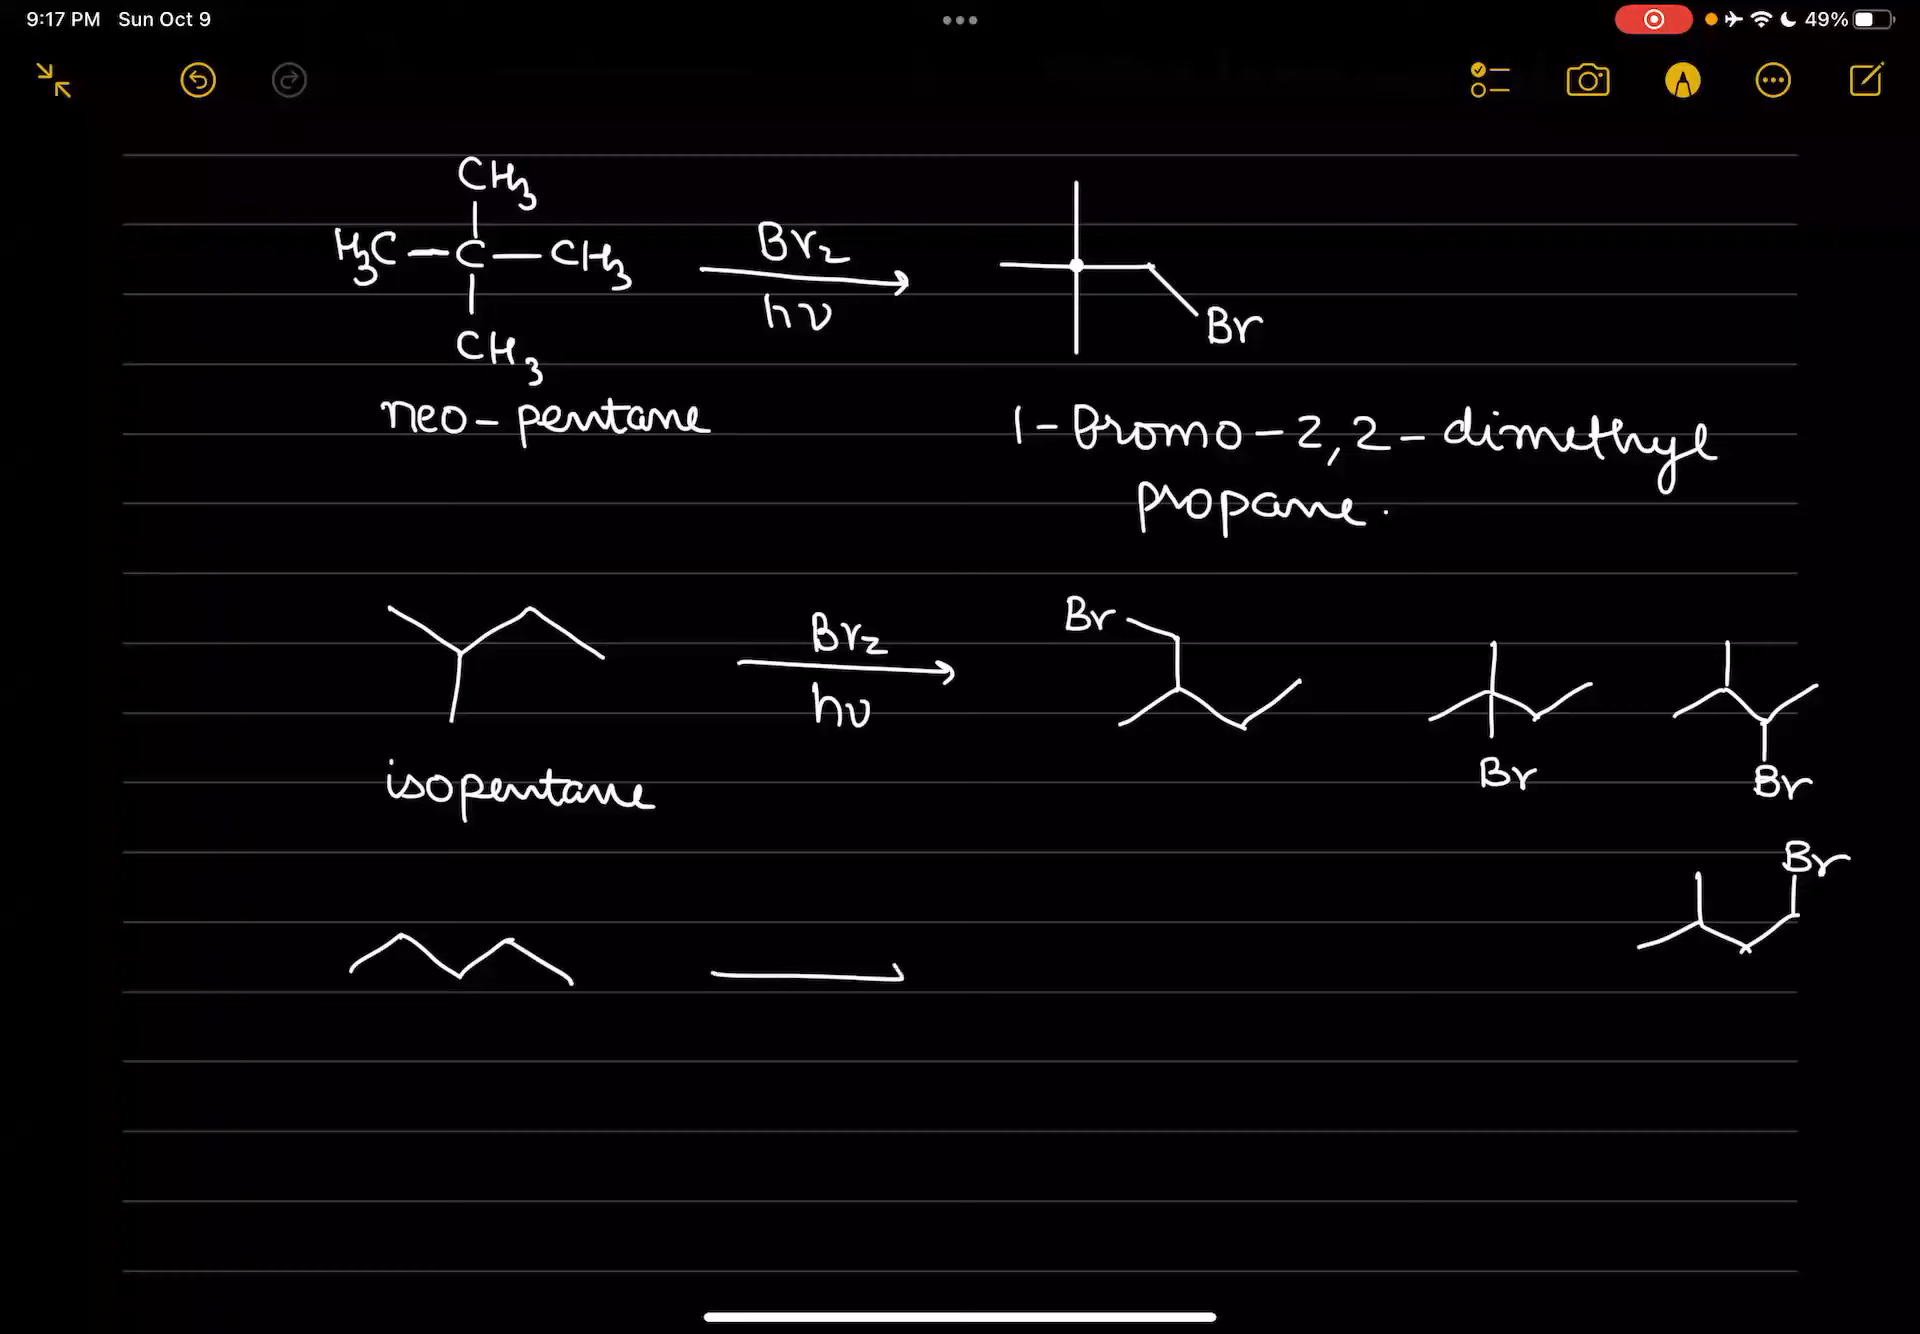 9:17 PM Sun Oct 9
49%
CH3
H3C-C-CH3
CH3
Br2
hν
Br
neo-pentane
1-Bromo-2,2-dimethyl
propane.
Br2
hν
Br
Br
Br
isopentane
Br